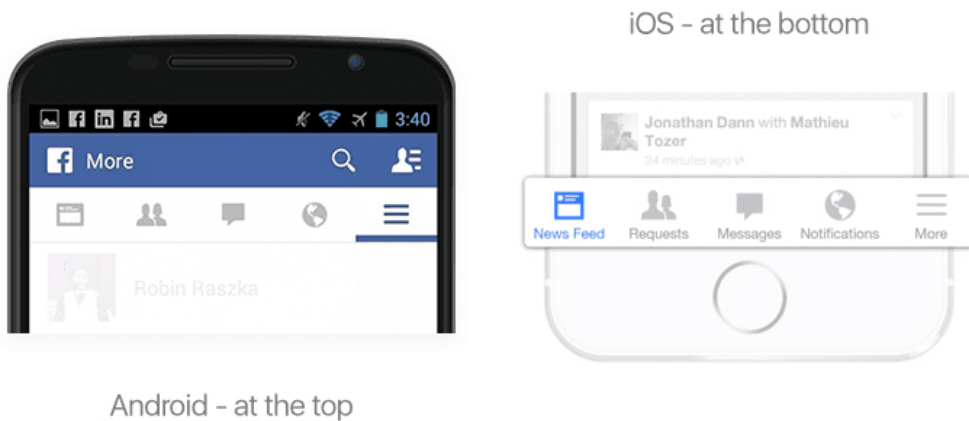 iOS - at the bottom
3:40
More
Robin Raszka
Android - at the top
Jonathan Dann with Mathieu
Tozer
24 minutes ago
News Feed Requests Messages Notifications More